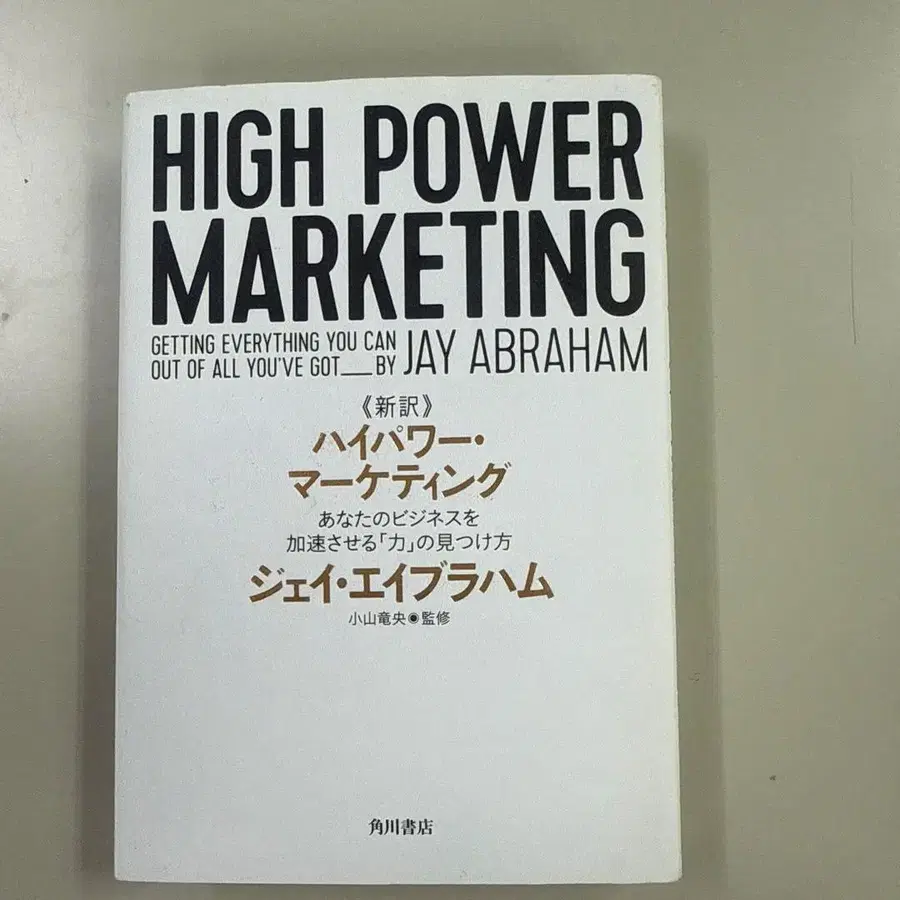 HIGH POWER
MARKETING
GETTING EVERYTHING YOU CAN
OUT OF ALL YOU'VE GOT__BY JAY ABRAHAM
《新訳》
ハイパワー・
マーケティング
あなたのビジネスを
加速させる「力」の見つけ方
ジェイ・エイブラハム
小山竜央◉監修
角川書店